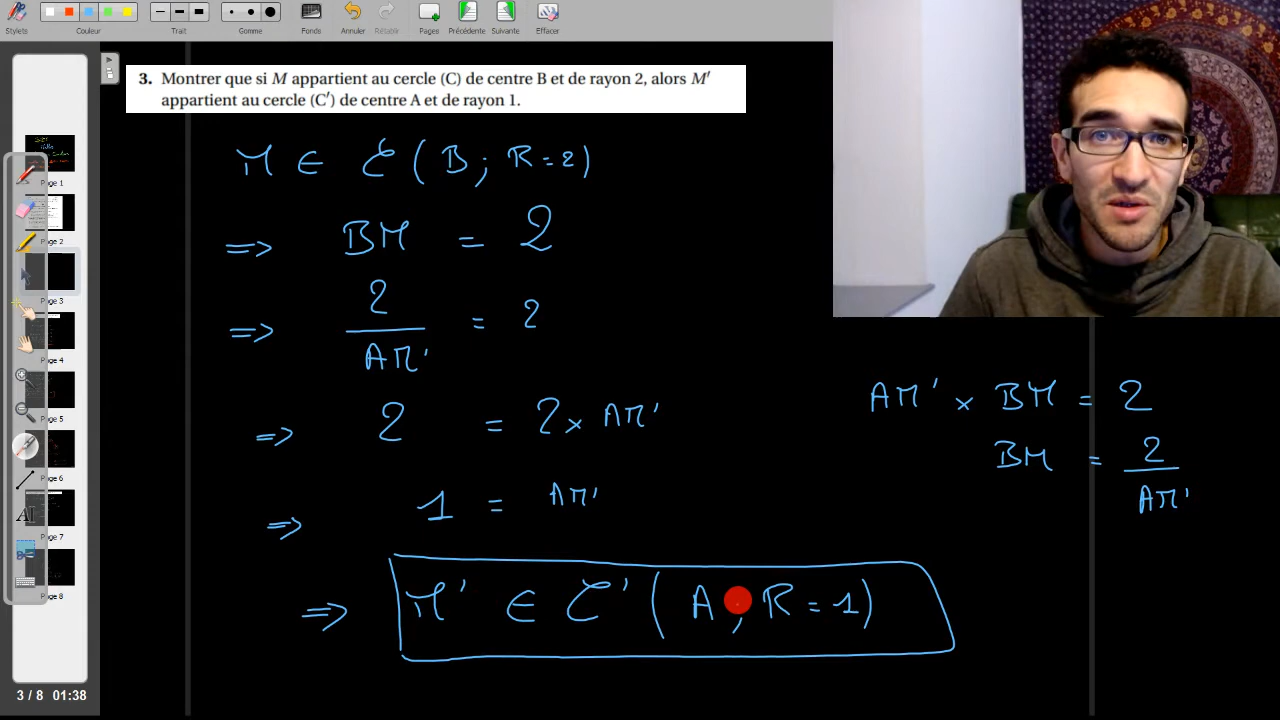 Stylets
Couleur
Trait
Gomme
Fonds
Annuler
Rétablir
Pages
Précédente
Suivante
Effacer
3. Montrer que si M appartient au cercle (C) de centre B et de rayon 2, alors M′
appartient au cercle (C′) de centre A et de rayon 1.
M ∈ C ( B ; R = 2)
=> BM = 2
=> 2 / AM' = 2
=> 2 = 2 × AM'
=> 1 = AM'
=> M' ∈ C' ( A ; R = 1)
AM' × BM = 2
BM = 2 / AM'
Page 1
Page 2
Page 3
Page 4
Page 5
Page 6
Page 7
Page 8
AI
3 / 8 01:38